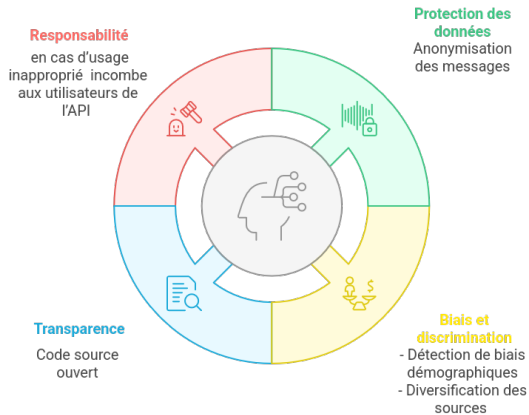 Responsabilité
en cas d'usage
inapproprié incombe
aux utilisateurs de
l'API
Protection des
données
Anonymisation
des messages
Transparence
Code source
ouvert
Biais et
discrimination
- Détection de biais
démographiques
- Diversification des
sources